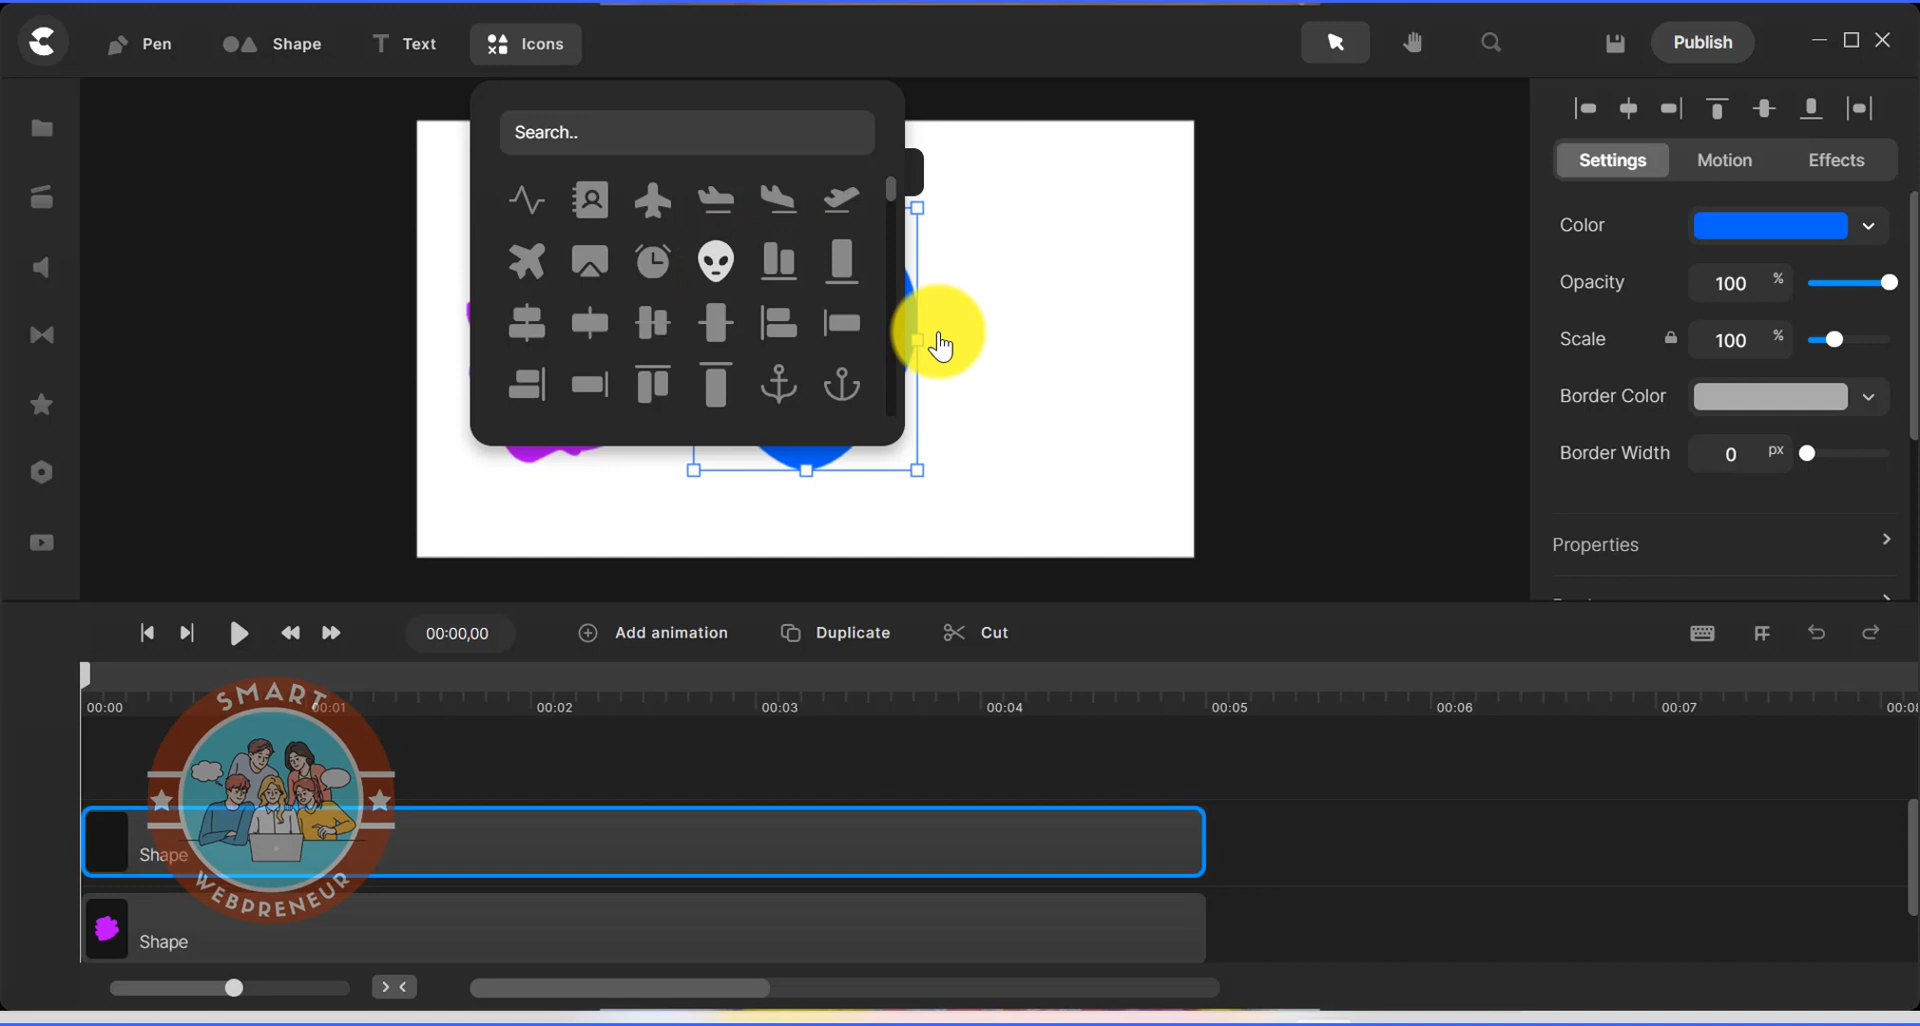 Pen
Shape
Text
Icons
Publish
Search..
Settings
Motion
Effects
Color
Opacity
100 %
Scale
100 %
Border Color
Border Width
0 px
Properties
00:00,00
Add animation
Duplicate
Cut
00:00
00:01
00:02
00:03
00:04
00:05
00:06
00:07
SMART
WEBPRENEUR
Shape
Shape